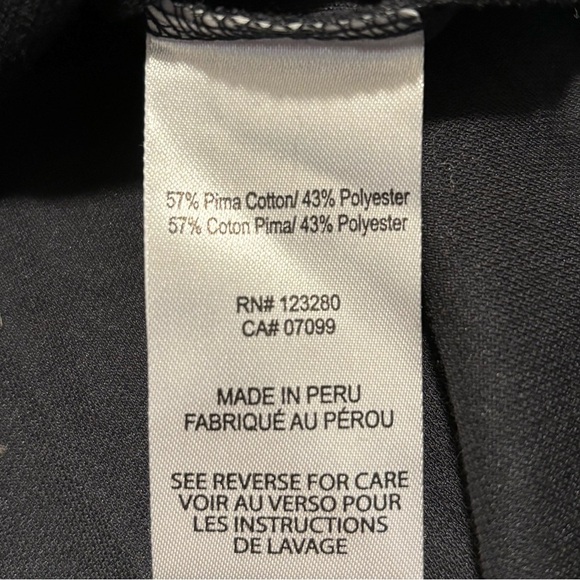 57% Pima Cotton/ 43% Polyester
57% Coton Pima/ 43% Polyester
RN# 123280
CA# 07099
MADE IN PERU
FABRIQUÉ AU PÉROU
SEE REVERSE FOR CARE
VOIR AU VERSO POUR
LES INSTRUCTIONS
DE LAVAGE